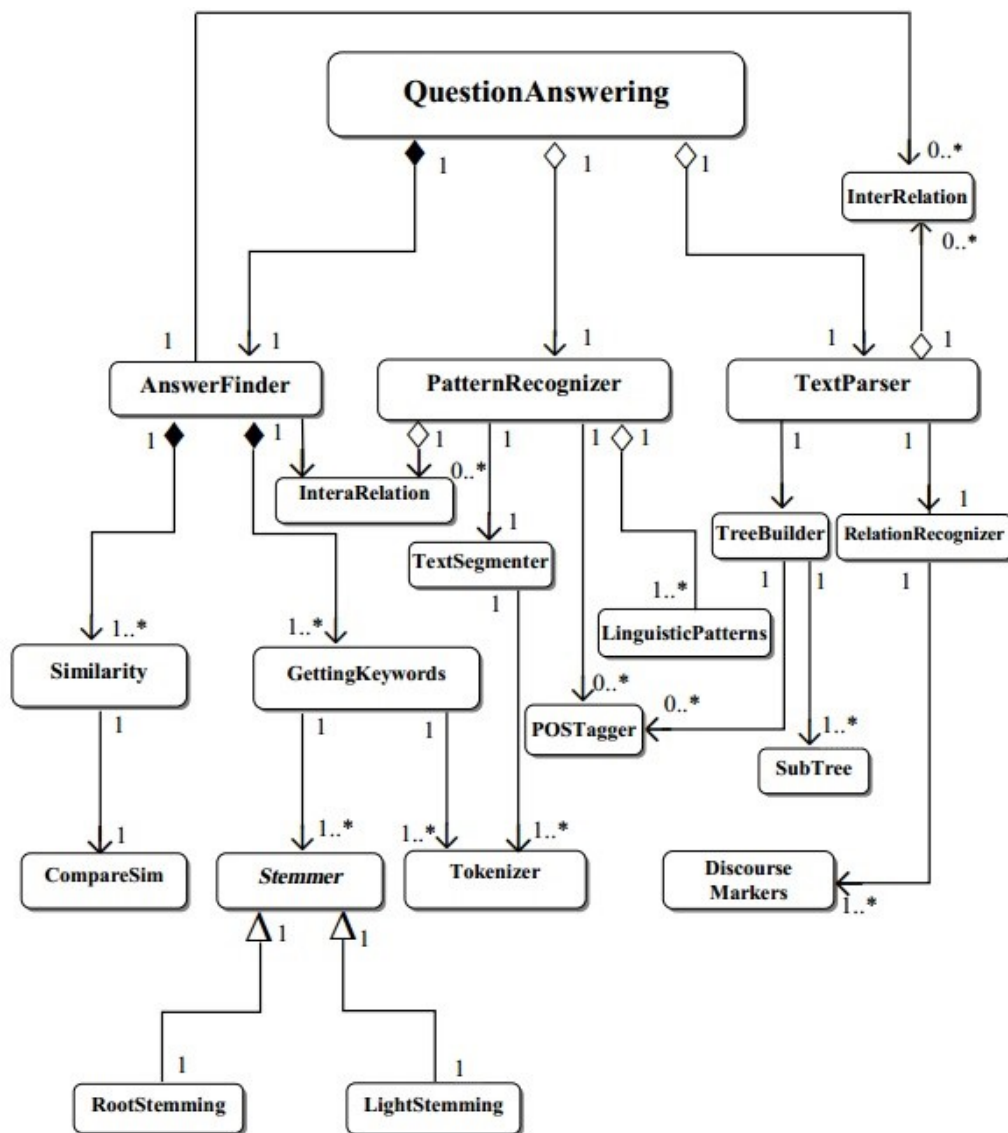 QuestionAnswering
1
1
1
0..*
InterRelation
0..*
1
1
1
1
1
AnswerFinder
PatternRecognizer
TextParser
1
1
1
1
1
1
1
1
0..*
InteraRelation
1
1
TreeBuilder
RelationRecognizer
TextSegmenter
1
1
1
1
1..*
LinguisticPatterns
1..*
1..*
Similarity
GettingKeywords
0..*
0..*
1
1
1
POSTagger
1..*
SubTree
1
1..*
1..*
1..*
CompareSim
Stemmer
Tokenizer
Discourse
Markers
1..*
1
1
1
1
RootStemming
LightStemming